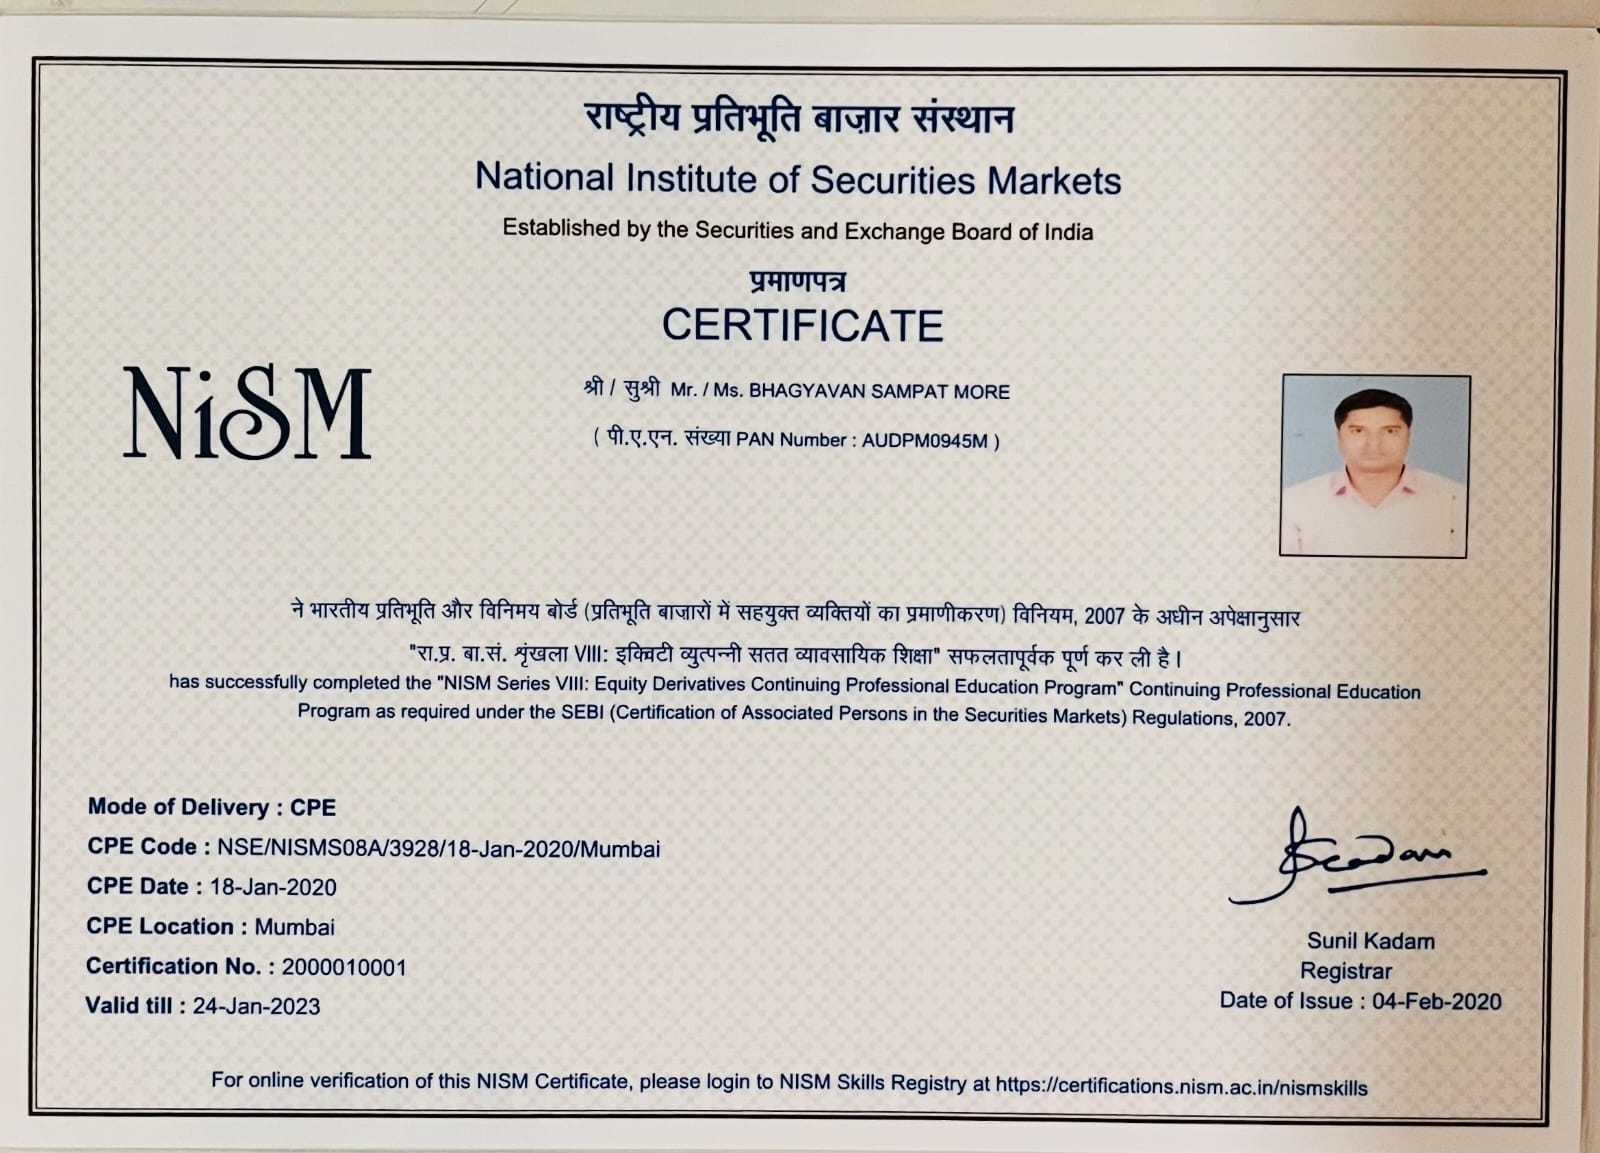 राष्ट्रीय प्रतिभूति बाज़ार संस्थान
National Institute of Securities Markets
Established by the Securities and Exchange Board of India
प्रमाणपत्र
CERTIFICATE
NiSM
श्री / सुश्री Mr. / Ms. BHAGYAVAN SAMPAT MORE
( पी.ए.एन. संख्या PAN Number : AUDPM0945M )
ने भारतीय प्रतिभूति और विनिमय बोर्ड (प्रतिभूति बाज़ारों में सहयुक्त व्यक्तियों का प्रमाणीकरण) विनियम, 2007 के अधीन अपेक्षानुसार
"रा.प्र. बा.सं. शृंखला VIII: इक्विटी व्युत्पन्नी सतत व्यावसायिक शिक्षा" सफलतापूर्वक पूर्ण कर ली है।
has successfully completed the "NISM Series VIII: Equity Derivatives Continuing Professional Education Program" Continuing Professional Education
Program as required under the SEBI (Certification of Associated Persons in the Securities Markets) Regulations, 2007.
Mode of Delivery : CPE
CPE Code : NSE/NISMS08A/3928/18-Jan-2020/Mumbai
CPE Date : 18-Jan-2020
CPE Location : Mumbai
Certification No. : 2000010001
Valid till : 24-Jan-2023
Skadam
Sunil Kadam
Registrar
Date of Issue : 04-Feb-2020
For online verification of this NISM Certificate, please login to NISM Skills Registry at https://certifications.nism.ac.in/nismskills